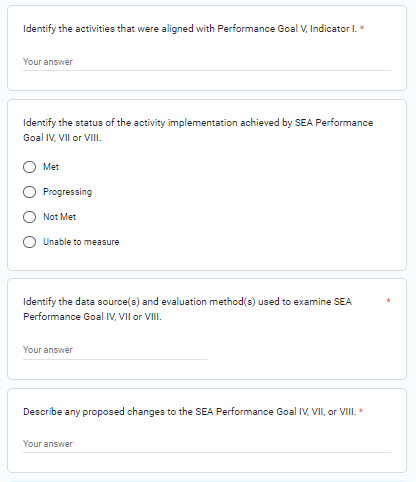 Identify the activities that were aligned with Performance Goal V, Indicator I. *
Your answer
Identify the status of the activity implementation achieved by SEA Performance
Goal IV, VII or VIII.
Met
Progressing
Not Met
Unable to measure
Identify the data source(s) and evaluation method(s) used to examine SEA *
Performance Goal IV, VII or VIII.
Your answer
Describe any proposed changes to the SEA Performance Goal IV, VII, or VIII. *
Your answer